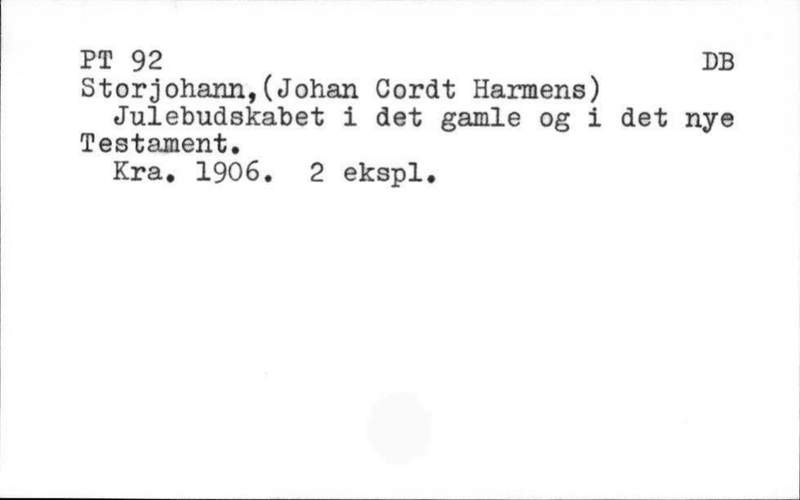 PT 92 DB
Storjohann,(Johan Cordt Harmens)
Julebudskabet i det gamle og i det nye
Testament.
Kra. 1906. 2 ekspl.